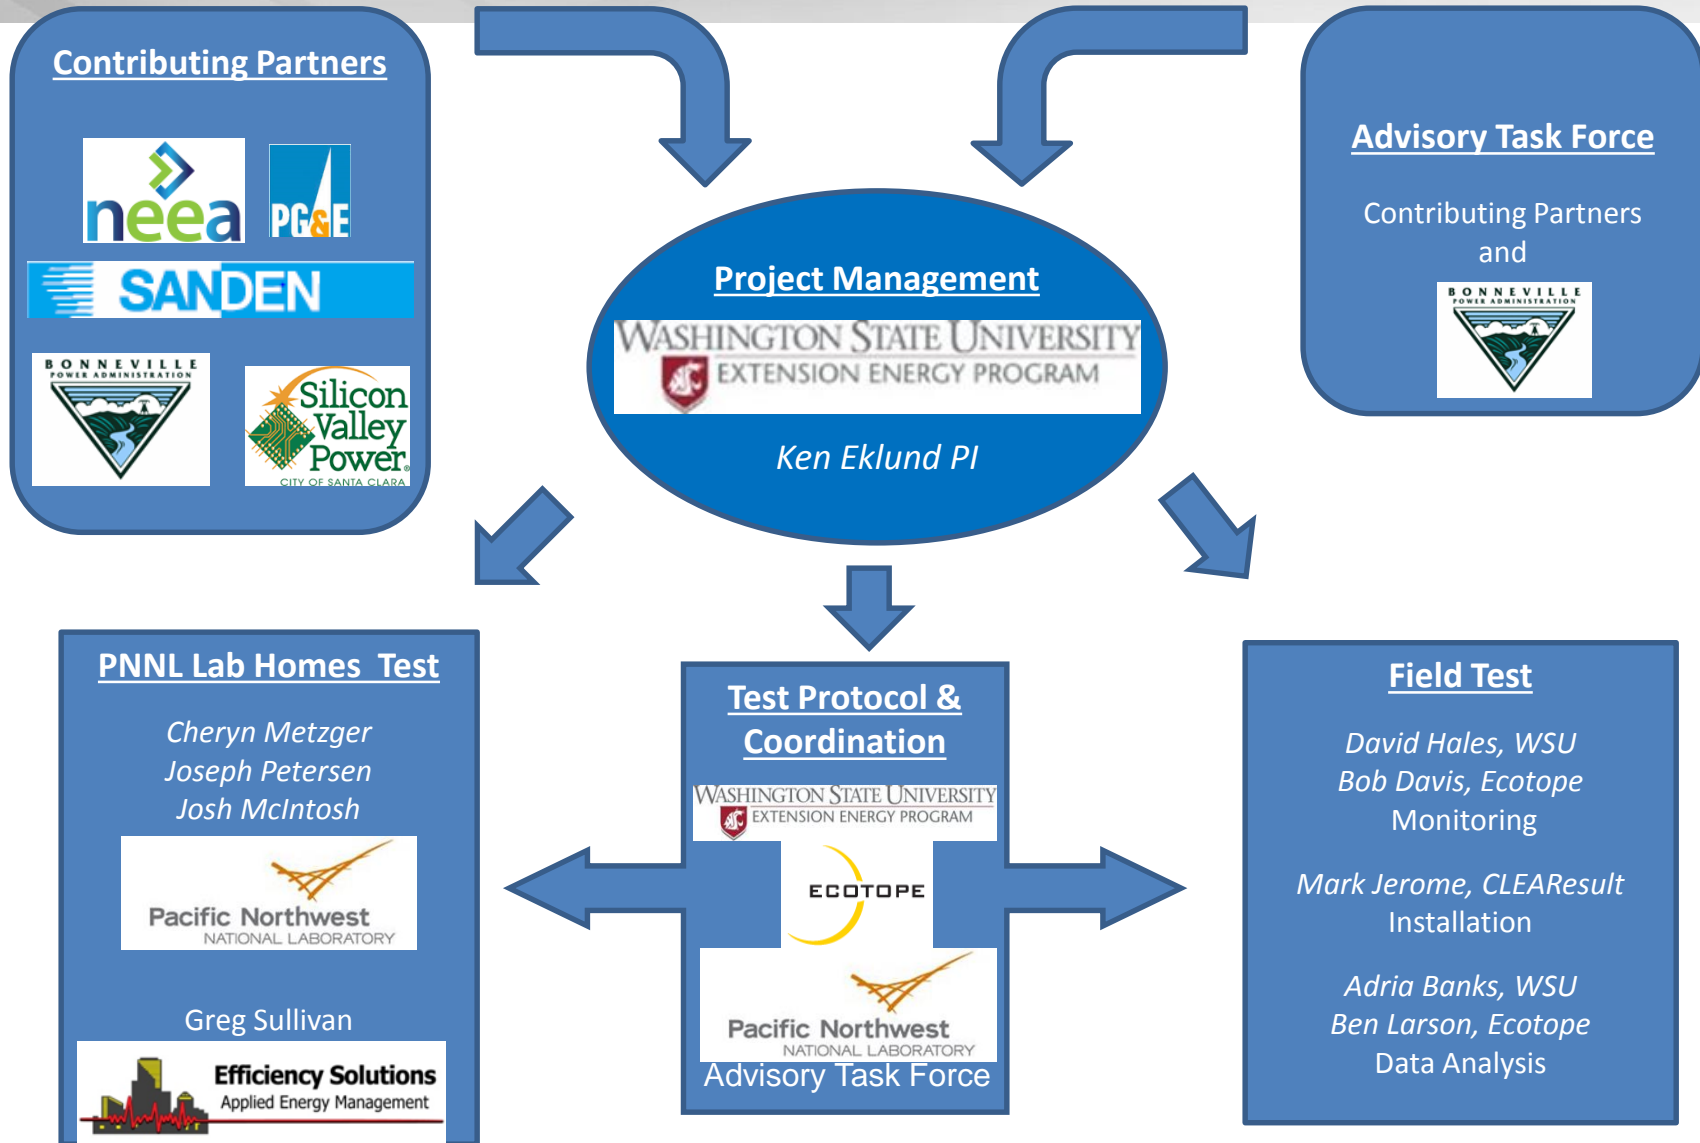 Contributing Partners
neea
PG&E
SANDEN
BONNEVILLE
POWER ADMINISTRATION
Silicon
Valley
Power®
CITY OF SANTA CLARA
Advisory Task Force
Contributing Partners
and
BONNEVILLE
POWER ADMINISTRATION
Project Management
WASHINGTON STATE UNIVERSITY
EXTENSION ENERGY PROGRAM
Ken Eklund PI
PNNL Lab Homes  Test
Cheryn Metzger
Joseph Petersen
Josh McIntosh
Pacific Northwest
NATIONAL LABORATORY
Greg Sullivan
Efficiency Solutions
Applied Energy Management
Test Protocol &
Coordination
WASHINGTON STATE UNIVERSITY
EXTENSION ENERGY PROGRAM
ECOTOPE
Pacific Northwest
NATIONAL LABORATORY
Advisory Task Force
Field Test
David Hales, WSU
Bob Davis, Ecotope
Monitoring
Mark Jerome, CLEAResult
Installation
Adria Banks, WSU
Ben Larson, Ecotope
Data Analysis